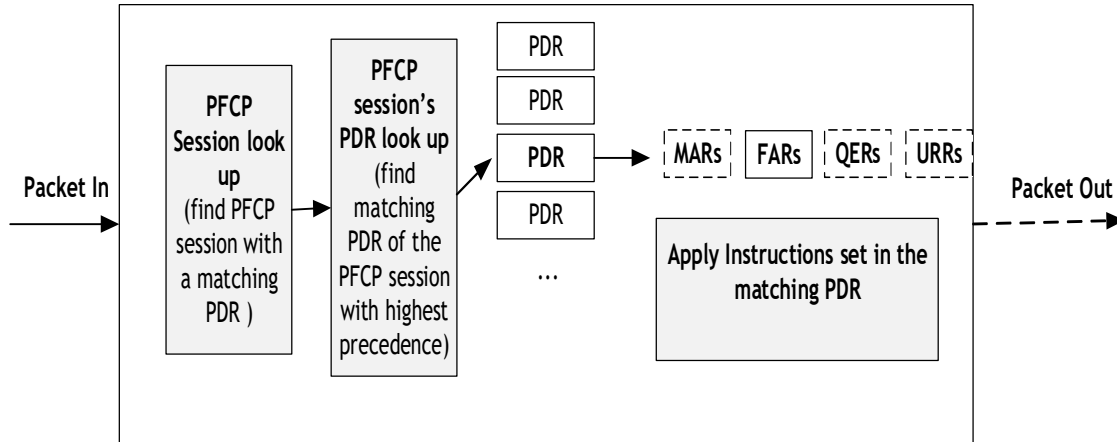 Packet In
PFCP
Session look
up
(find PFCP
session with
a matching
PDR )
PFCP
session’s
PDR look up
(find
matching
PDR of the
PFCP session
with highest
precedence)
PDR
PDR
PDR
PDR
...
MARs
FARs
QERs
URRs
Apply Instructions set in the
matching PDR
Packet Out